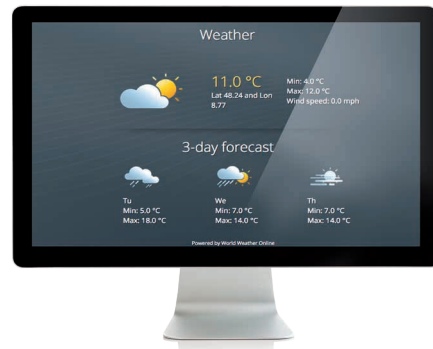 Weather
11.0 °C
Lat 48.24 and Lon
8.77
Min: 4.0 °C
Max: 12.0 °C
Wind speed: 0.0 mph
3-day forecast
Tu
Min: 5.0 °C
Max: 18.0 °C
We
Min: 7.0 °C
Max: 14.0 °C
Th
Min: 7.0 °C
Max: 14.0 °C
Powered by World Weather Online